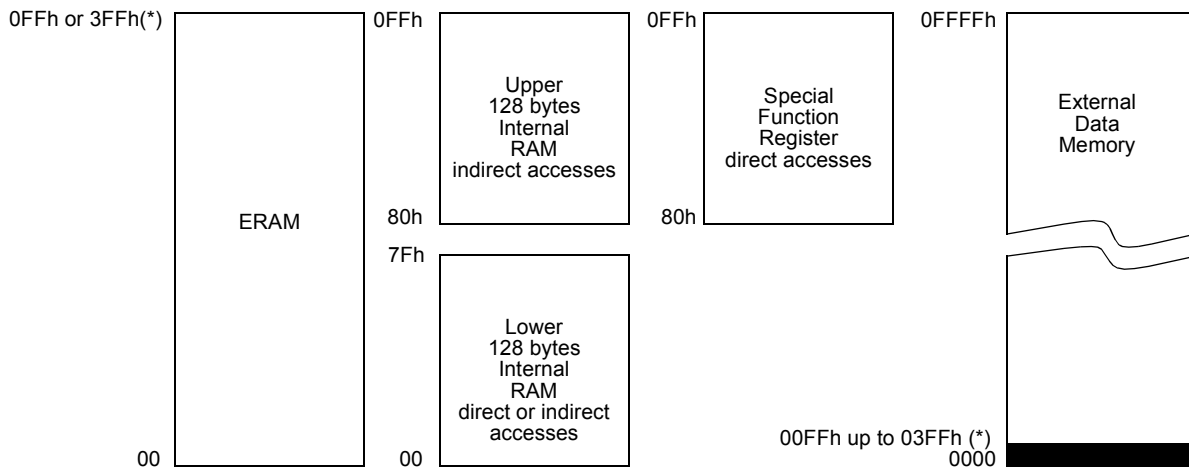 0FFh or 3FFh(*)
ERAM
00
0FFh
Upper
128 bytes
Internal
RAM
indirect accesses
80h
7Fh
Lower
128 bytes
Internal
RAM
direct or indirect
accesses
00
0FFh
Special
Function
Register
direct accesses
80h
0FFFFh
External
Data
Memory
00FFh up to 03FFh (*)
0000